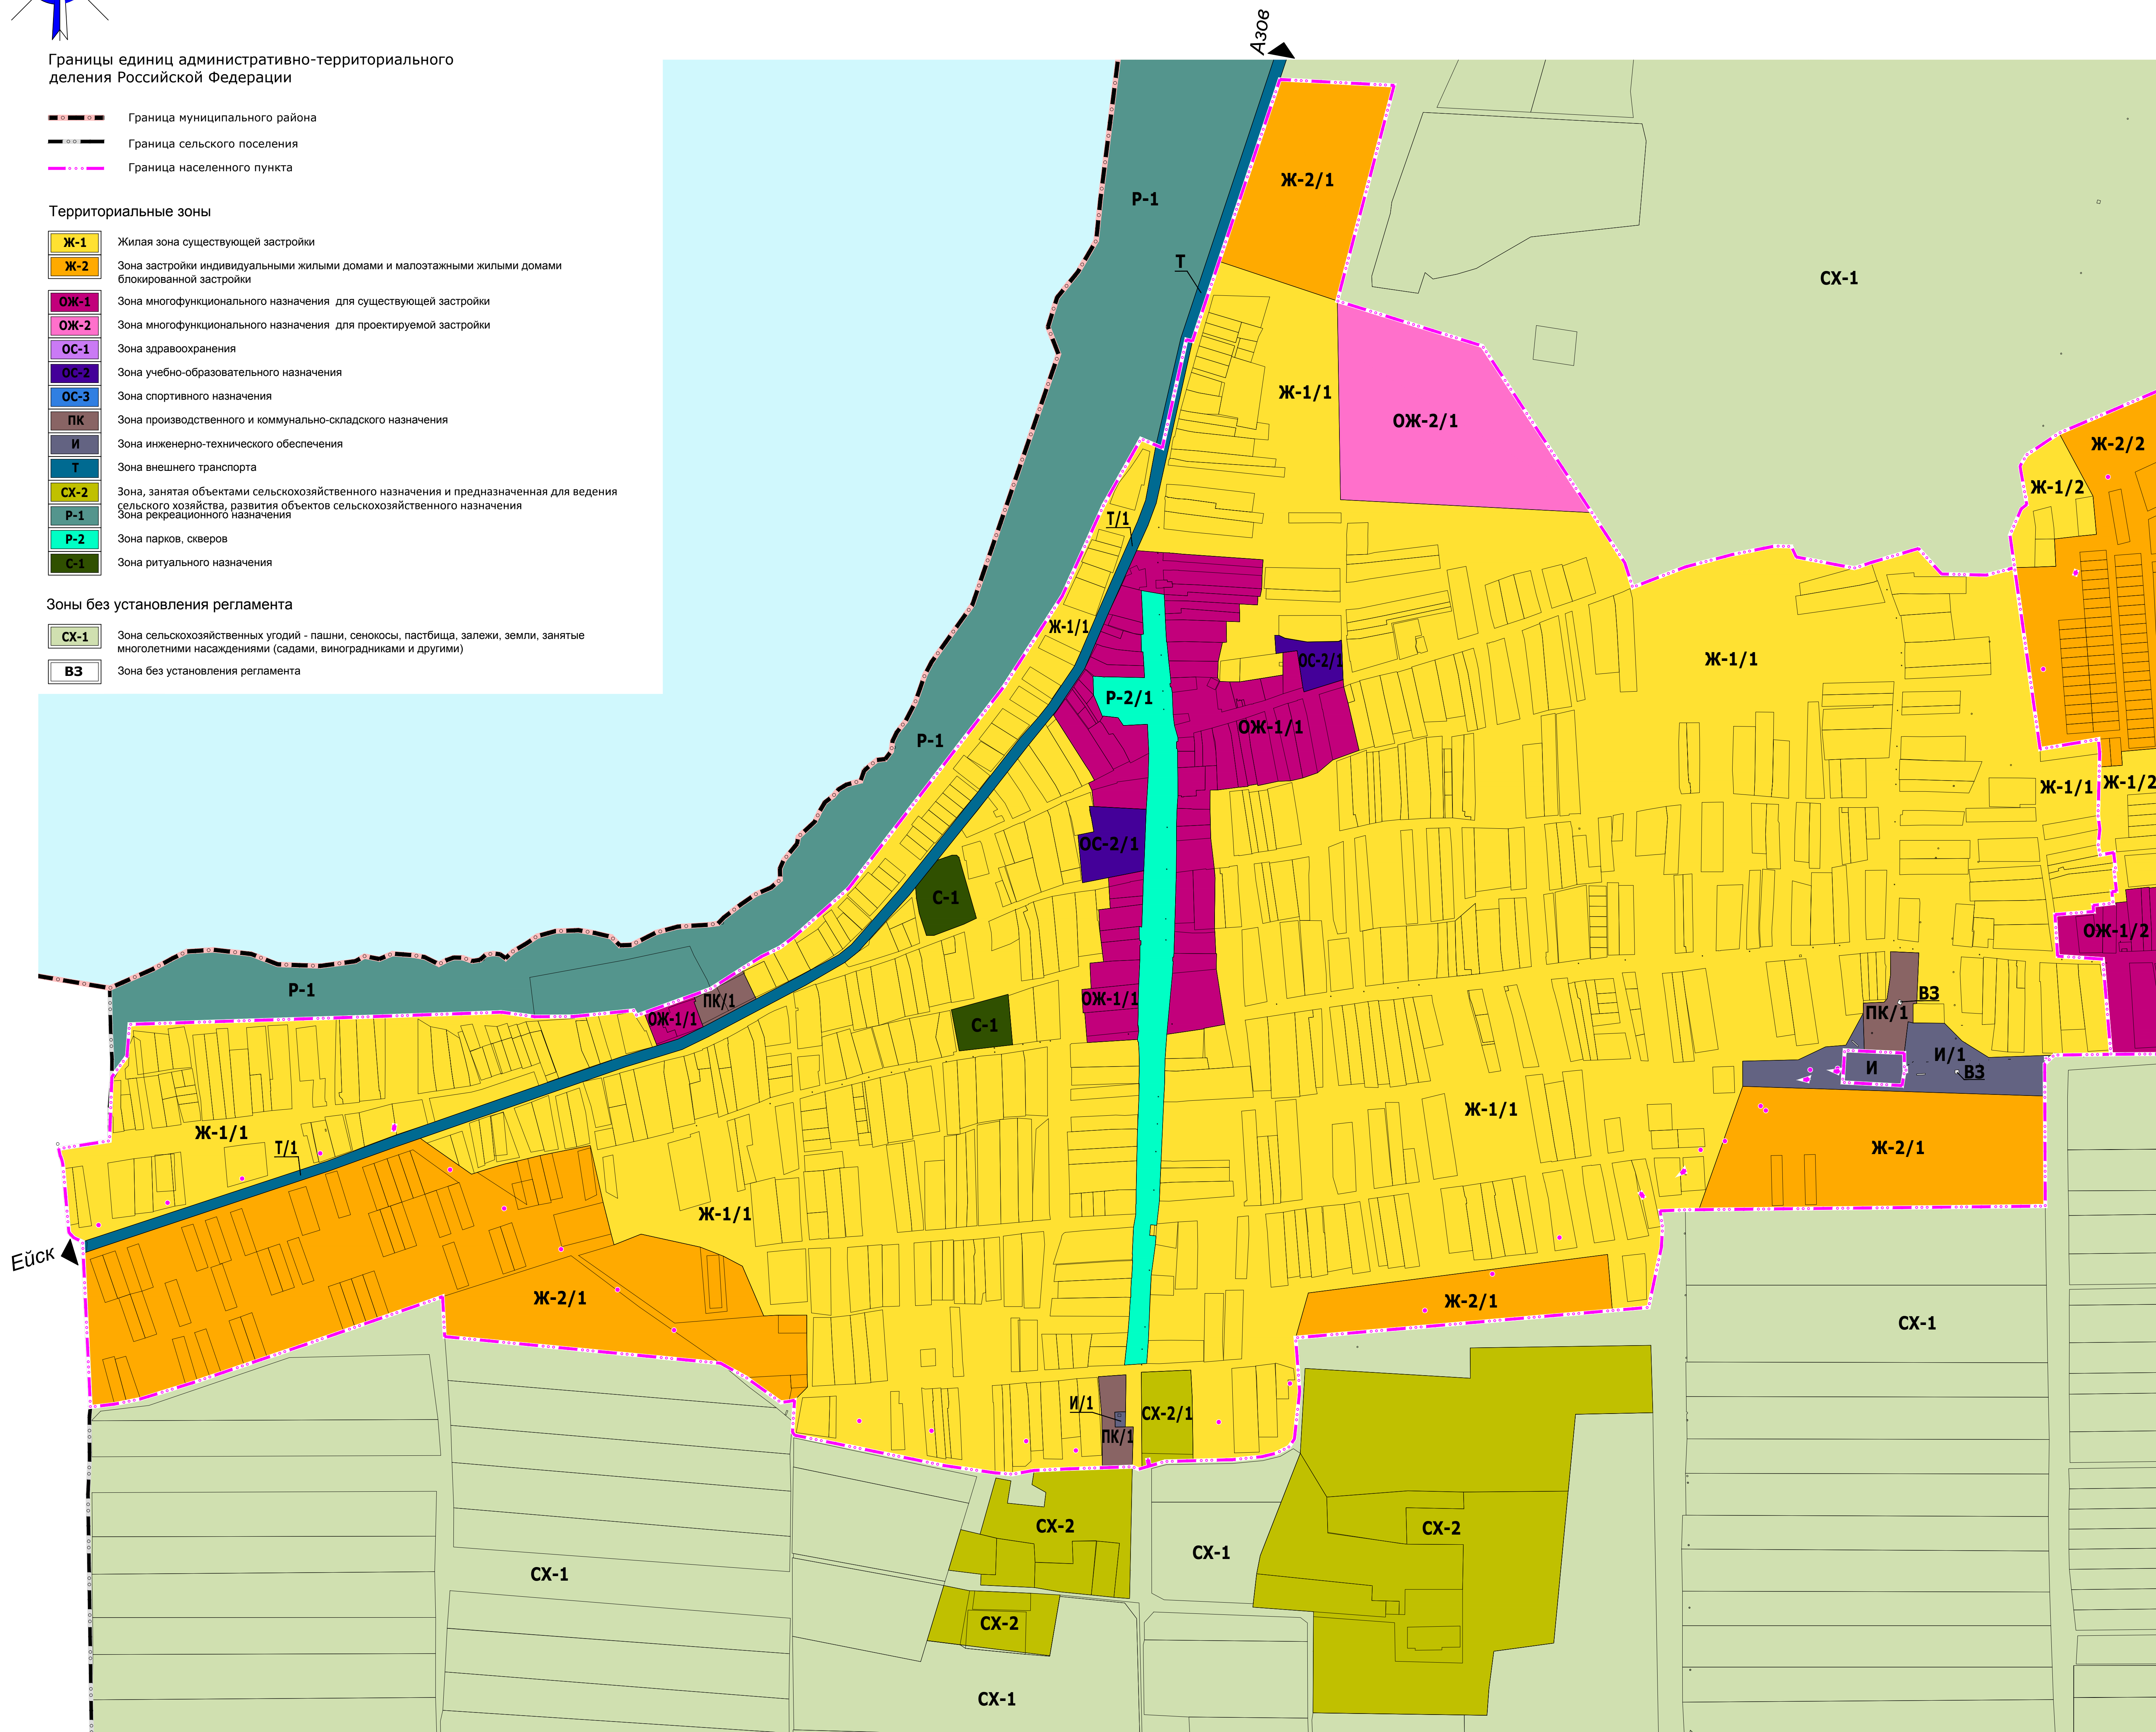 Азов
Границы единиц административно-территориального
деления Российской Федерации
Граница муниципального района
Граница сельского поселения
Граница населенного пункта
Территориальные зоны
Ж-1 Жилая зона существующей застройки
Ж-2 Зона застройки индивидуальными жилыми домами и малоэтажными жилыми домами
блокированной застройки
ОЖ-1 Зона многофункционального назначения для существующей застройки
ОЖ-2 Зона многофункционального назначения для проектируемой застройки
ОС-1 Зона здравоохранения
ОС-2 Зона учебно-образовательного назначения
ОС-3 Зона спортивного назначения
ПК Зона производственного и коммунально-складского назначения
И Зона инженерно-технического обеспечения
Т Зона внешнего транспорта
СХ-2 Зона, занятая объектами сельскохозяйственного назначения и предназначенная для ведения
сельского хозяйства, развития объектов сельскохозяйственного назначения
Р-1 Зона рекреационного назначения
Р-2 Зона парков, скверов
С-1 Зона ритуального назначения
Зоны без установления регламента
СХ-1 Зона сельскохозяйственных угодий - пашни, сенокосы, пастбища, залежи, земли, занятые
многолетними насаждениями (садами, виноградниками и другими)
ВЗ Зона без установления регламента
Ж-2/1
Р-1
Т
СХ-1
Ж-1/1
ОЖ-2/1
Ж-2/2
Ж-1/2
Т/1
Ж-1/1
ОС-2/1
Ж-1/1
Р-2/1
ОЖ-1/1
Р-1
Ж-1/1
Ж-1/2
ОС-2/1
С-1
ОЖ-1/2
Р-1
ПК/1
ОЖ-1/1
ВЗ
ОЖ-1/1
С-1
ПК/1
И/1
И
ВЗ
Ж-1/1
Ж-1/1
Т/1
Ж-2/1
Ж-1/1
Ейск
Ж-2/1
Ж-2/1
СХ-1
И/1
СХ-2/1
ПК/1
СХ-2
СХ-2
СХ-1
СХ-1
СХ-2
СХ-1